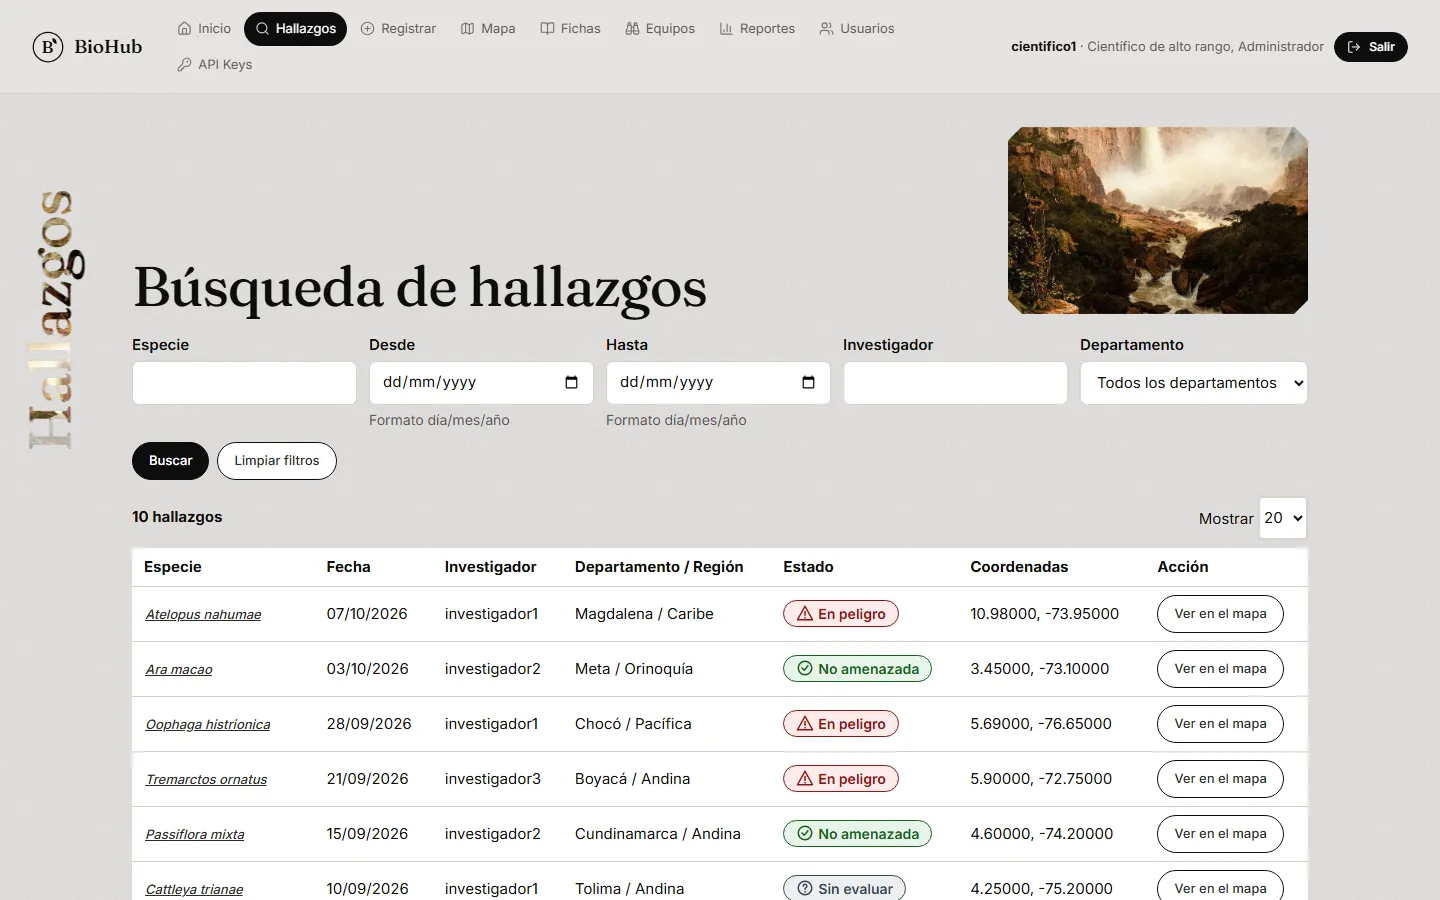 BioHub
Inicio
Hallazgos
Registrar
Mapa
Fichas
Equipos
Reportes
Usuarios
API Keys
cientifico1 · Científico de alto rango, Administrador
Salir
Hallazgos
Búsqueda de hallazgos
Especie
Desde
Hasta
Investigador
Departamento
dd/mm/yyyy
dd/mm/yyyy
Todos los departamentos
Formato día/mes/año
Formato día/mes/año
Buscar
Limpiar filtros
10 hallazgos
Mostrar 20
Especie Fecha Investigador Departamento / Región Estado Coordenadas Acción
Atelopus nahumae 07/10/2026 investigador1 Magdalena / Caribe En peligro 10.98000, -73.95000 Ver en el mapa
Ara macao 03/10/2026 investigador2 Meta / Orinoquía No amenazada 3.45000, -73.10000 Ver en el mapa
Oophaga histrionica 28/09/2026 investigador1 Chocó / Pacífica En peligro 5.69000, -76.65000 Ver en el mapa
Tremarctos ornatus 21/09/2026 investigador3 Boyacá / Andina En peligro 5.90000, -72.75000 Ver en el mapa
Passiflora mixta 15/09/2026 investigador2 Cundinamarca / Andina No amenazada 4.60000, -74.20000 Ver en el mapa
Cattleya trianae 10/09/2026 investigador1 Tolima / Andina Sin evaluar 4.25000, -75.20000 Ver en el mapa